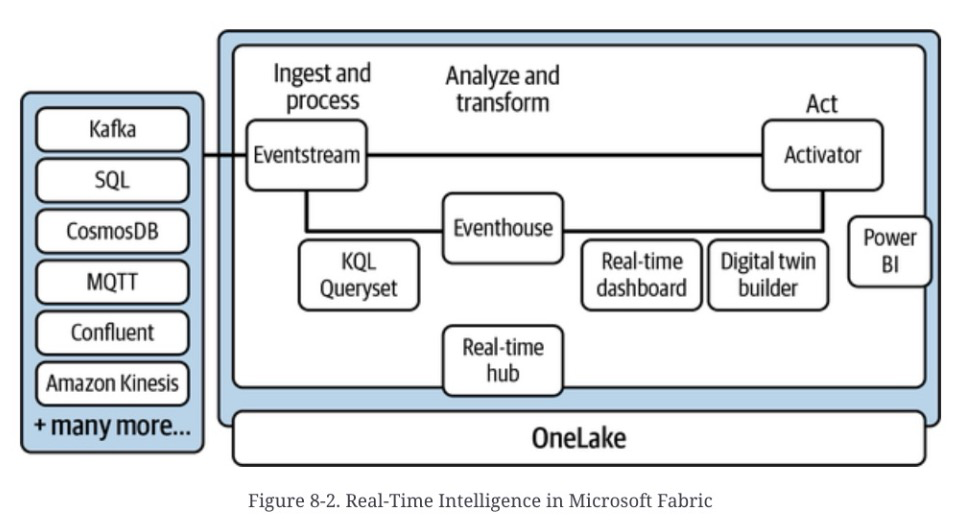 Ingest and
process
Analyze and
transform
Act
Kafka
SQL
CosmosDB
MQTT
Confluent
Amazon Kinesis
+ many more...
Eventstream
Activator
Eventhouse
KQL
Queryset
Real-time
dashboard
Digital twin
builder
Power
BI
Real-time
hub
OneLake
Figure 8-2. Real-Time Intelligence in Microsoft Fabric